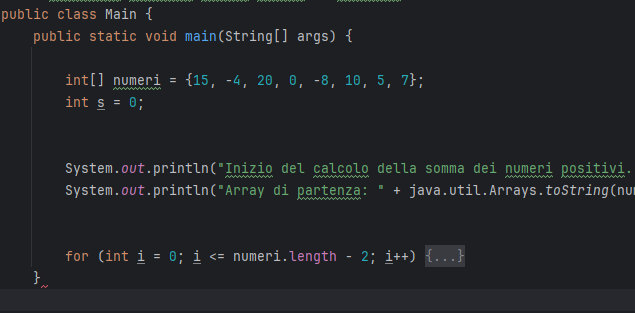 public class Main {
public static void main(String[] args) {
int[] numeri = {15, -4, 20, 0, -8, 10, 5, 7};
int s = 0;
System.out.println("Inizio del calcolo della somma dei numeri positivi.
System.out.println("Array di partenza: " + java.util.Arrays.toString(nu
for (int i = 0; i <= numeri.length - 2; i++) {...}
}